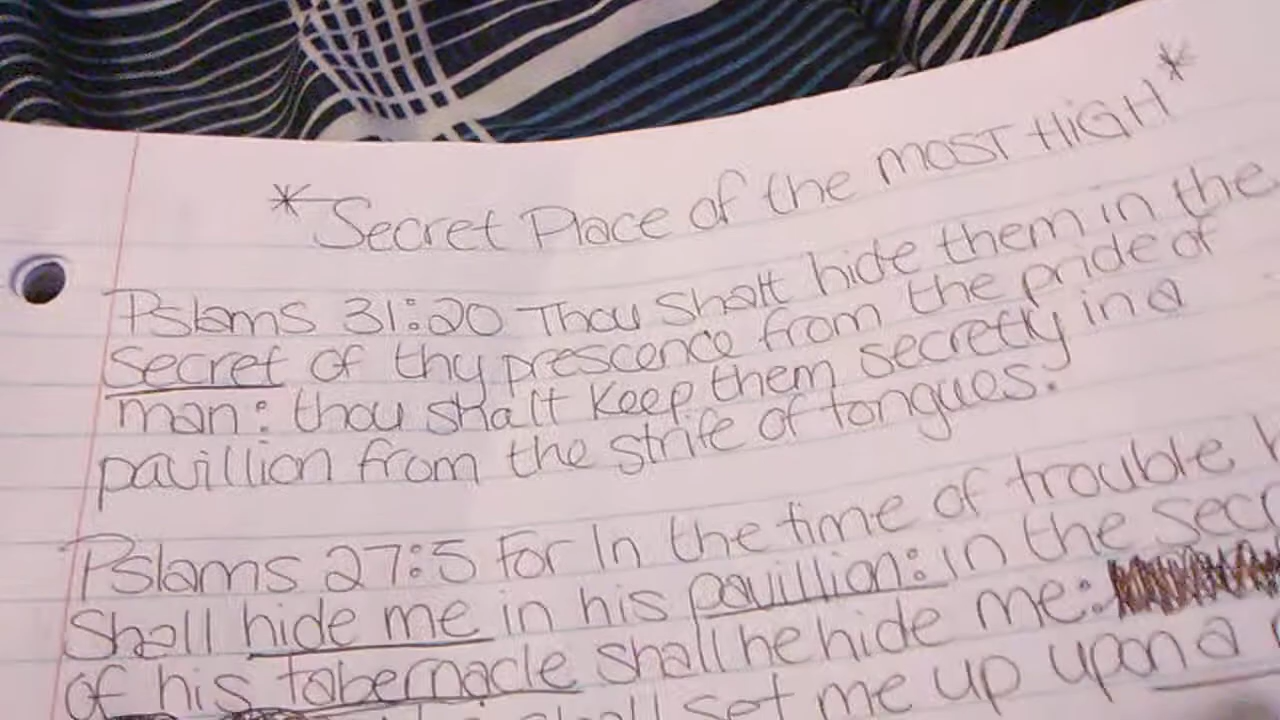 *Secret Place of the most HiGH*
Pslams 31:20 Thou Shalt hide them in the
secret of thy prescence from the pride of
man: thou shalt keep them secretly in a
pavillion from the strife of tongues.
Pslams 27:5 For In the time of trouble
Shall hide me in his pavillion: in the
of his tabernacle shall he hide me:
shall set me up upon a